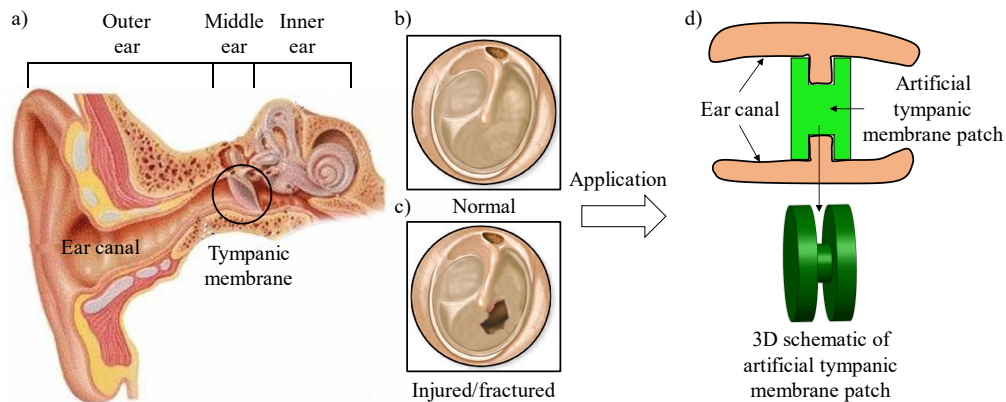 a)
Outer
ear
Middle
ear
Inner
ear
Ear canal
Tympanic
membrane
b)
Normal
c)
Injured/fractured
Application
d)
Ear canal
Artificial
tympanic
membrane patch
3D schematic of
artificial tympanic
membrane patch